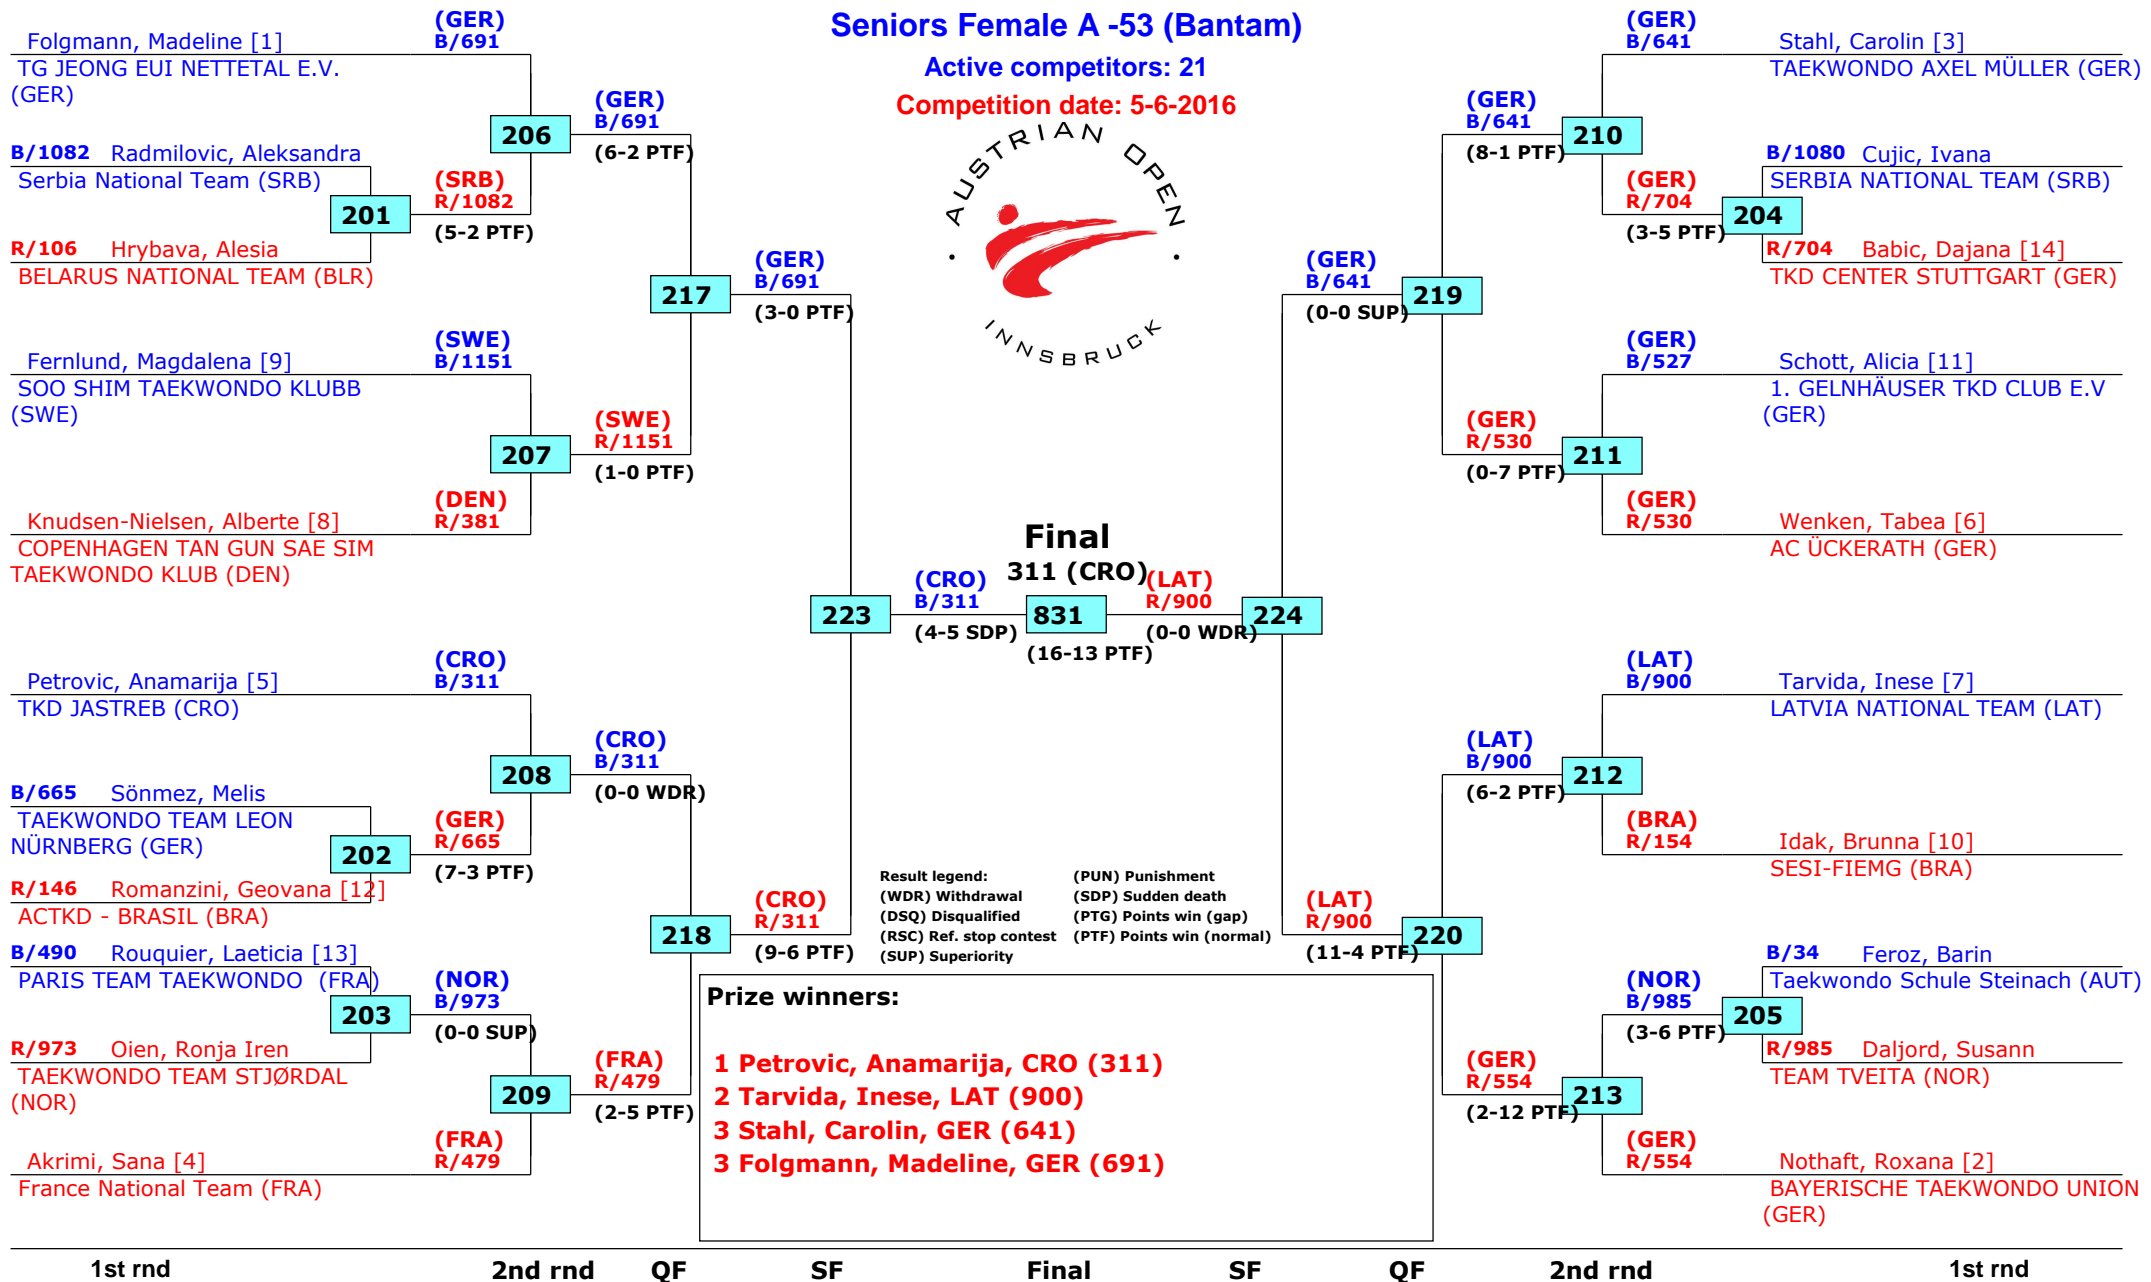 Seniors Female A -53 (Bantam)
Active competitors: 21
Competition date: 5-6-2016
AUSTRIAN OPEN
INNSBRUCK
(GER)
Folgmann, Madeline [1]
B/691
TG JEONG EUI NETTETAL E.V.
(GER)
B/1082 Radmilovic, Aleksandra
Serbia National Team (SRB)
201
(SRB)
R/1082
(5-2 PTF)
R/106 Hrybava, Alesia
BELARUS NATIONAL TEAM (BLR)
206
(GER)
B/691
(6-2 PTF)
(SWE)
Fernlund, Magdalena [9]
B/1151
SOO SHIM TAEKWONDO KLUBB
(SWE)
207
(SWE)
R/1151
(1-0 PTF)
(DEN)
Knudsen-Nielsen, Alberte [8]
R/381
COPENHAGEN TAN GUN SAE SIM
TAEKWONDO KLUB (DEN)
217
(GER)
B/691
(3-0 PTF)
(CRO)
Petrovic, Anamarija [5]
B/311
TKD JASTREB (CRO)
208
(CRO)
B/311
(0-0 WDR)
B/665 Sönmez, Melis
TAEKWONDO TEAM LEON
NÜRNBERG (GER)
202
(GER)
R/665
(7-3 PTF)
R/146 Romanzini, Geovana [12]
ACTKD - BRASIL (BRA)
B/490 Rouquier, Laeticia [13]
PARIS TEAM TAEKWONDO (FRA)
203
(NOR)
B/973
(0-0 SUP)
R/973 Oien, Ronja Iren
TAEKWONDO TEAM STJØRDAL
(NOR)
209
(FRA)
R/479
(2-5 PTF)
(FRA)
Akrimi, Sana [4]
R/479
France National Team (FRA)
218
(CRO)
R/311
(9-6 PTF)
223
(CRO)
B/311
(4-5 SDP)
Final
311 (CRO)
831
(16-13 PTF)
(LAT)
R/900
(0-0 WDR)
224
(GER)
B/641
Stahl, Carolin [3]
TAEKWONDO AXEL MÜLLER (GER)
(GER)
B/641
(8-1 PTF)
210
B/1080 Cujic, Ivana
SERBIA NATIONAL TEAM (SRB)
(GER)
R/704
(3-5 PTF)
204
R/704 Babic, Dajana [14]
TKD CENTER STUTTGART (GER)
(GER)
B/641
(0-0 SUP)
219
(GER)
B/527
Schott, Alicia [11]
1. GELNHÄUSER TKD CLUB E.V
(GER)
(GER)
R/530
(0-7 PTF)
211
(GER)
R/530
Wenken, Tabea [6]
AC ÜCKERATH (GER)
(LAT)
B/900
Tarvida, Inese [7]
LATVIA NATIONAL TEAM (LAT)
(LAT)
B/900
(6-2 PTF)
212
(BRA)
R/154
Idak, Brunna [10]
SESI-FIEMG (BRA)
(LAT)
R/900
(11-4 PTF)
220
B/34 Feroz, Barin
Taekwondo Schule Steinach (AUT)
(NOR)
B/985
(3-6 PTF)
205
R/985 Daljord, Susann
TEAM TVEITA (NOR)
(GER)
R/554
(2-12 PTF)
213
(GER)
R/554
Nothaft, Roxana [2]
BAYERISCHE TAEKWONDO UNION
(GER)
Result legend:
(WDR) Withdrawal
(DSQ) Disqualified
(RSC) Ref. stop contest
(SUP) Superiority
(PUN) Punishment
(SDP) Sudden death
(PTG) Points win (gap)
(PTF) Points win (normal)
Prize winners:
1 Petrovic, Anamarija, CRO (311)
2 Tarvida, Inese, LAT (900)
3 Stahl, Carolin, GER (641)
3 Folgmann, Madeline, GER (691)
1st rnd 2nd rnd QF SF Final SF QF 2nd rnd 1st rnd